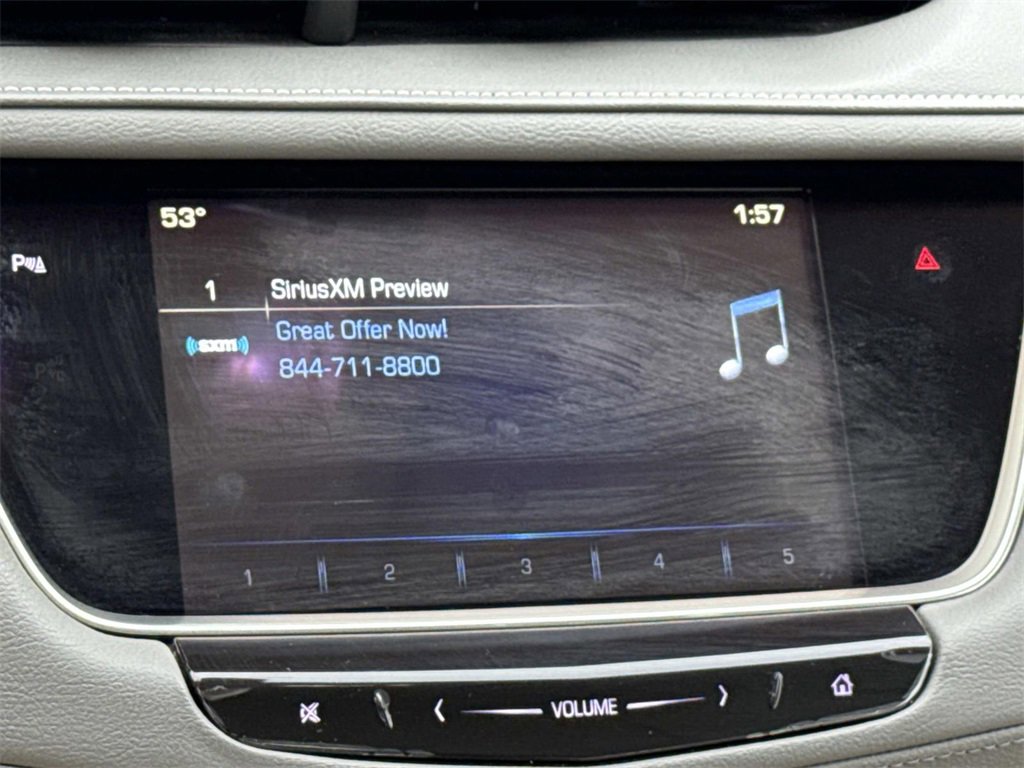 53° 1:57
P
1 SiriusXM Preview
sxm Great Offer Now!
844-711-8800
1 2 3 4 5
VOLUME